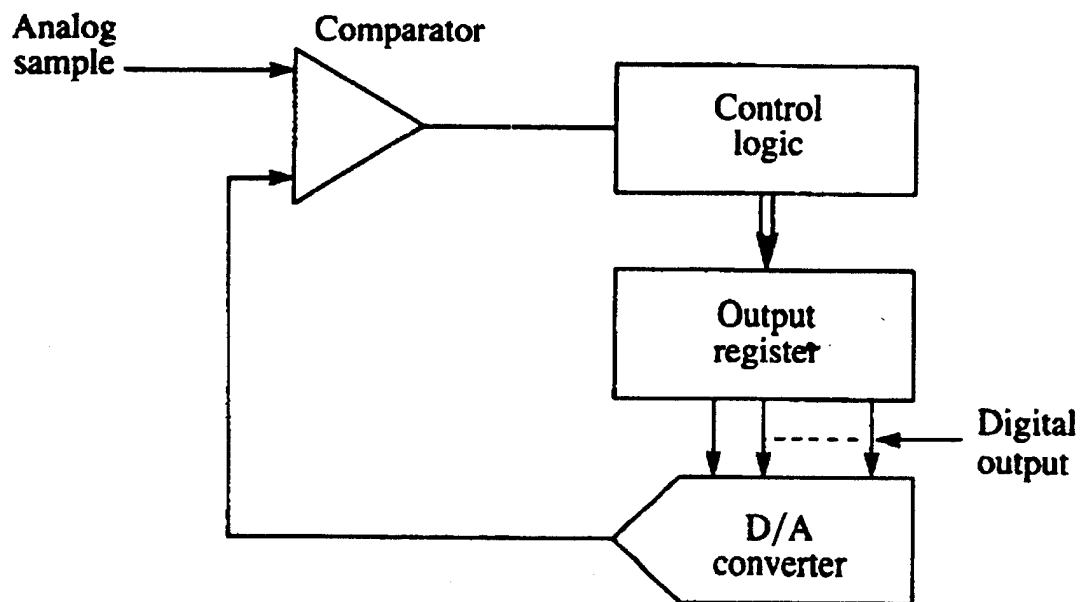 Analog
sample
Comparator
Control
logic
Output
register
Digital
output
D/A
converter